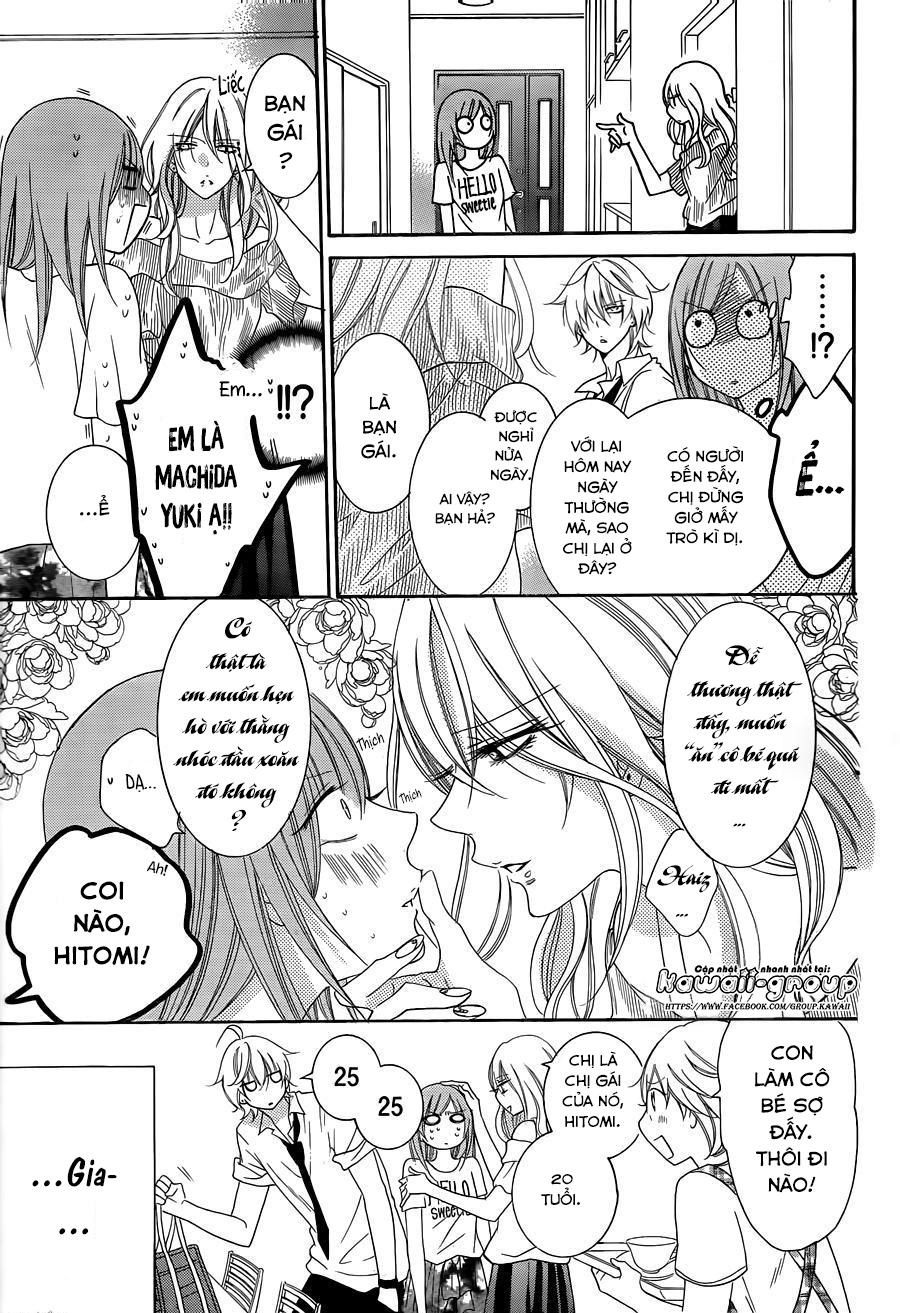 HELLO
Sweetie
......
!?
Ể...
CÓ NGƯỜI
ĐẾN ĐẤY,
CHỊ ĐỪNG
GIỞ MẤY
TRÒ KÌ DỊ.
VỚI LẠI
HÔM NAY
NGÀY
THƯỜNG
MÀ, SAO
CHỊ LẠI Ở
ĐÂY?
ĐƯỢC
NGHỈ
NỬA
NGÀY.
AI VẬY?
BẠN HẢ?
LÀ
BẠN
GÁI.
BẠN
GÁI
?
Liếc
!!?
Em...
EM LÀ
MACHIDA
YUKI Ạ!!
...Ể
Dễ
thương thật
đấy, muốn
“ăn” cô bé quá
đi mất
...
Haiz
...
Có
thật là
em muốn hẹn
hò với thằng
nhóc đầu xoăn
đó không
?
Thịch
Thịch
DẠ...
Ah!
COI
NÀO,
HITOMI!
Cập nhật nhanh nhất tại:
kawaii-group
HTTPS://WWW.FACEBOOK.COM/GROUP.KAWAII
CON
LÀM CÔ
BÉ SỢ
ĐẤY.
THÔI ĐI
NÀO!
CHỊ LÀ
CHỊ GÁI
CỦA NÓ,
HITOMI.
20
TUỔI.
25
25
HELLO
Sweetie
...Gia-
...